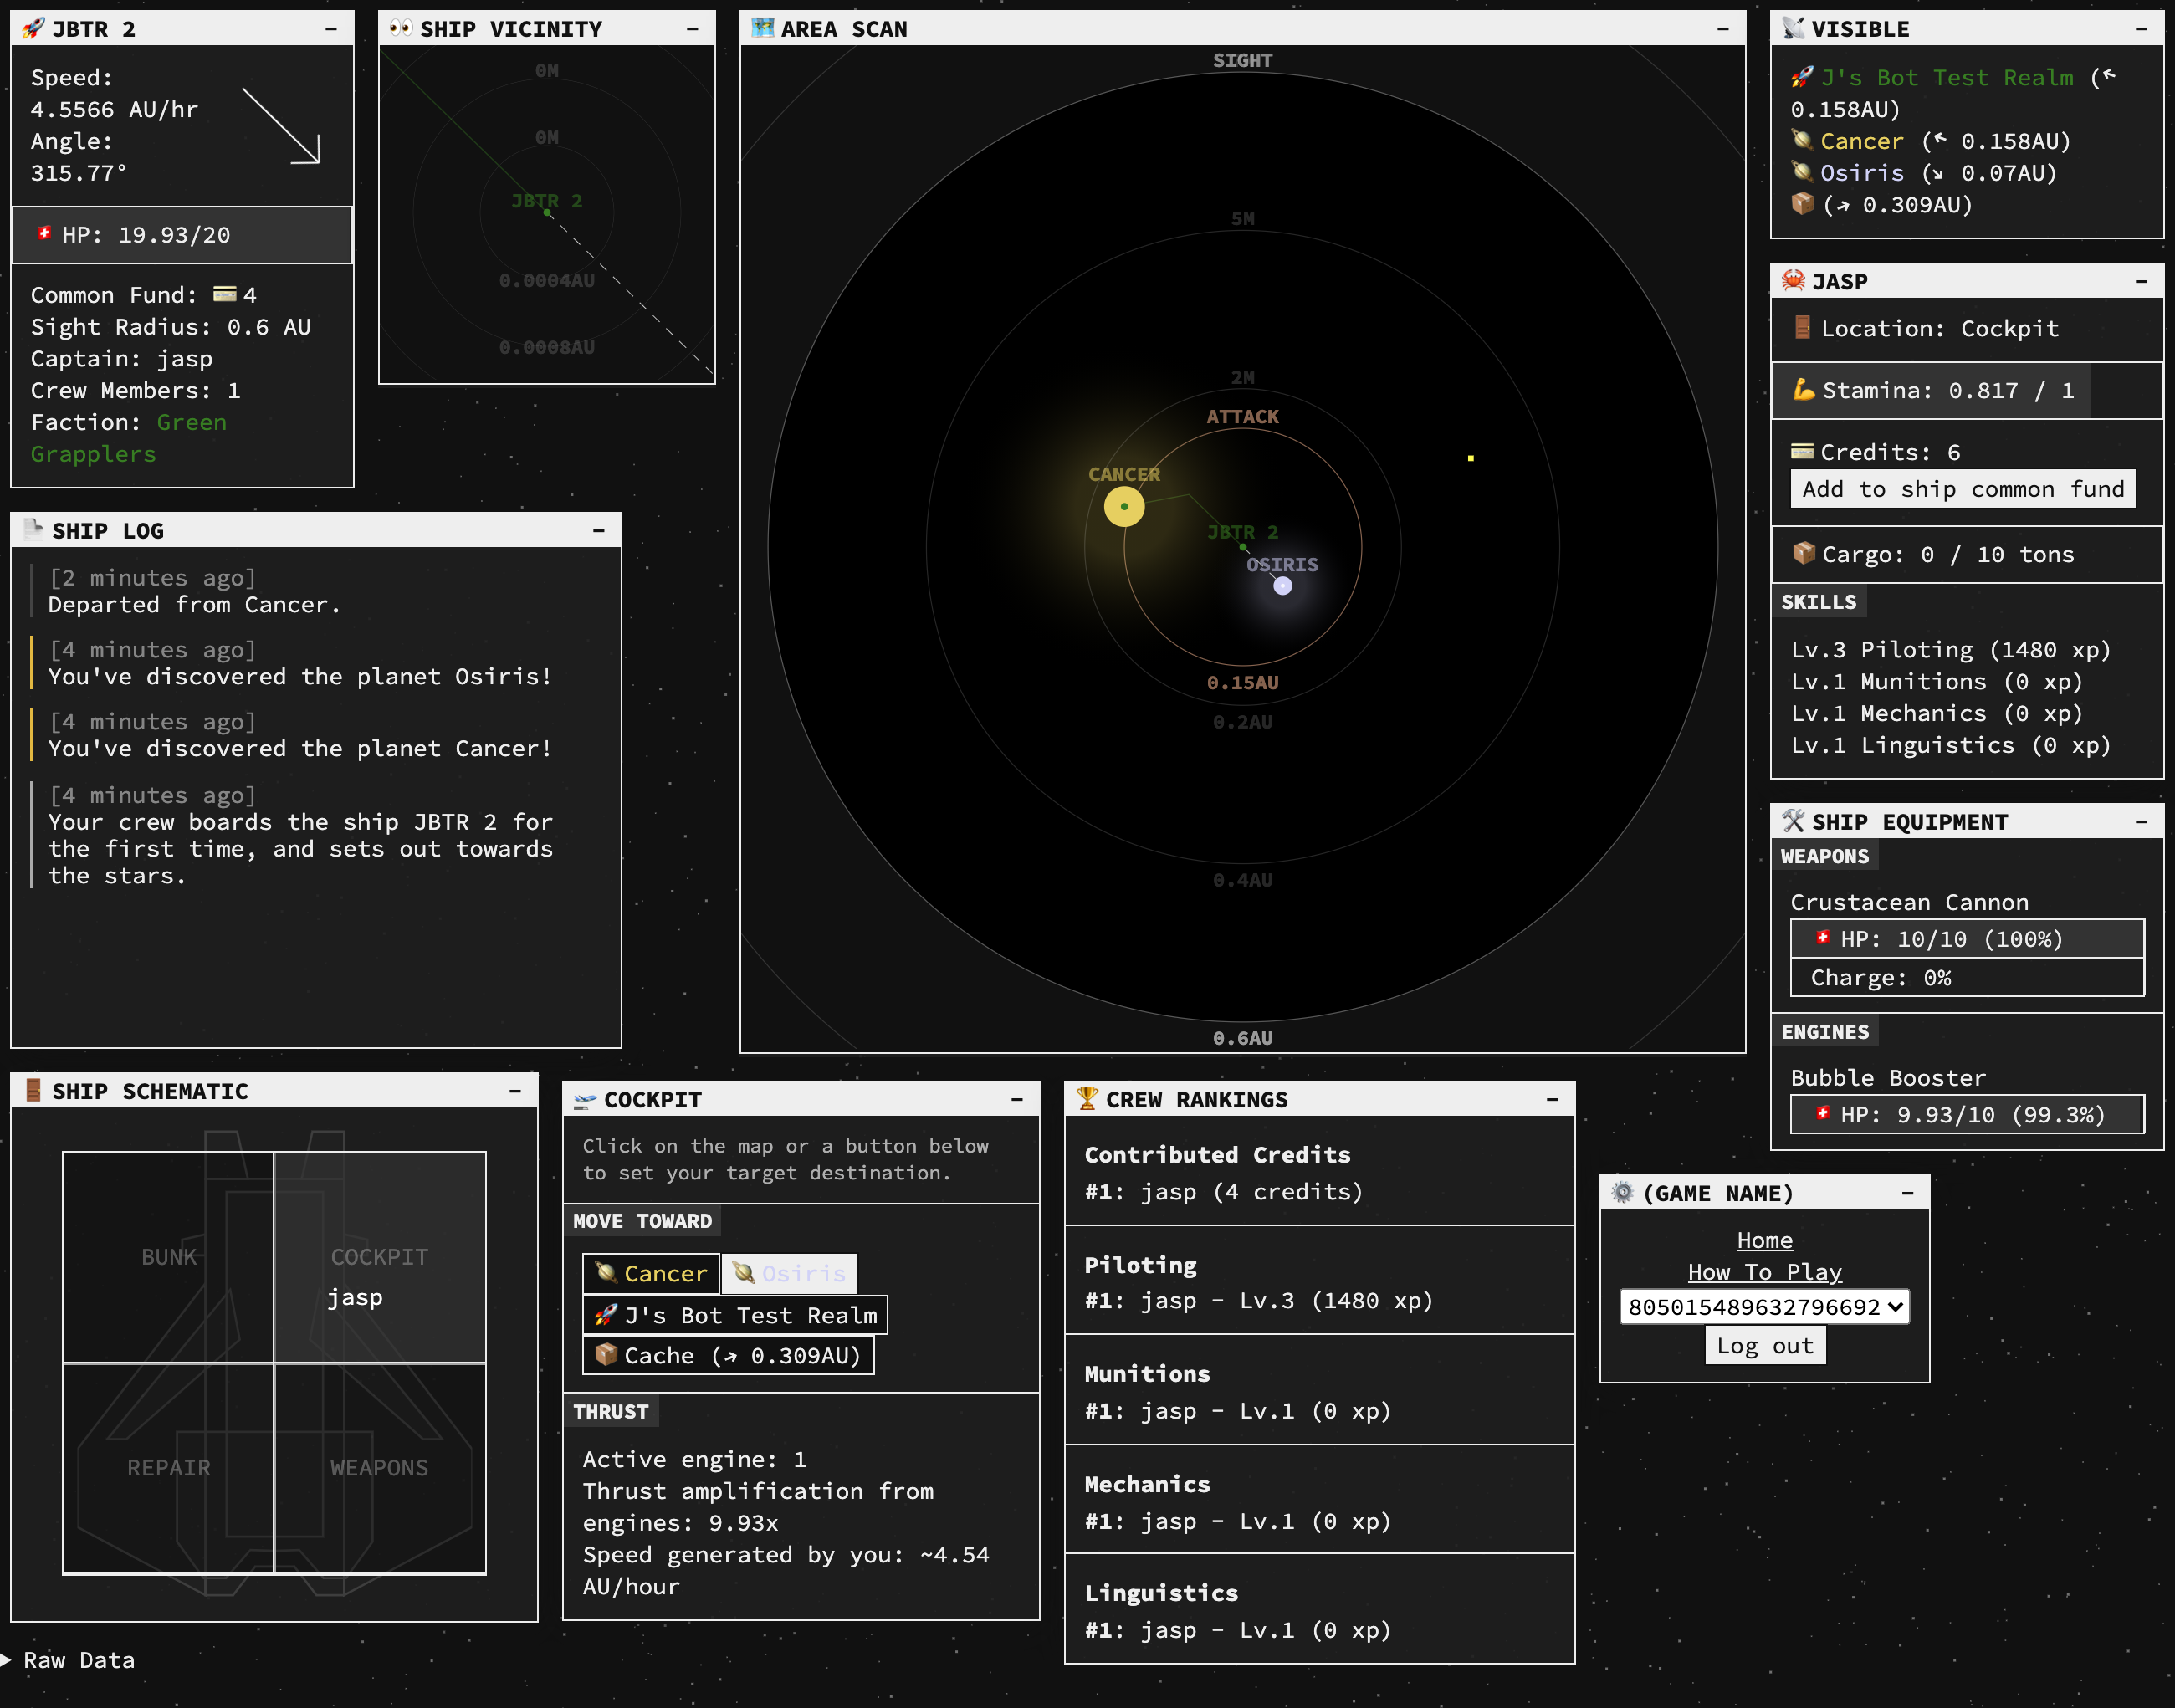 JBTR 2 −
Speed:
4.5566 AU/hr
Angle:
315.77°
HP: 19.93/20
Common Fund: 4
Sight Radius: 0.6 AU
Captain: jasp
Crew Members: 1
Faction: Green
Grapplers
SHIP VICINITY −
0M
0M
JBTR 2
0.0004AU
0.0008AU
SHIP LOG −
[2 minutes ago]
Departed from Cancer.
[4 minutes ago]
You've discovered the planet Osiris!
[4 minutes ago]
You've discovered the planet Cancer!
[4 minutes ago]
Your crew boards the ship JBTR 2 for
the first time, and sets out towards
the stars.
AREA SCAN −
SIGHT
5M
2M
ATTACK
CANCER
JBTR 2
OSIRIS
0.15AU
0.2AU
0.4AU
0.6AU
VISIBLE −
J's Bot Test Realm (↖
0.158AU)
Cancer (↖ 0.158AU)
Osiris (↘ 0.07AU)
(↗ 0.309AU)
JASP −
Location: Cockpit
Stamina: 0.817 / 1
Credits: 6
Add to ship common fund
Cargo: 0 / 10 tons
SKILLS
Lv.3 Piloting (1480 xp)
Lv.1 Munitions (0 xp)
Lv.1 Mechanics (0 xp)
Lv.1 Linguistics (0 xp)
SHIP EQUIPMENT −
WEAPONS
Crustacean Cannon
HP: 10/10 (100%)
Charge: 0%
ENGINES
Bubble Booster
HP: 9.93/10 (99.3%)
SHIP SCHEMATIC −
BUNK
COCKPIT
jasp
REPAIR
WEAPONS
COCKPIT −
Click on the map or a button below
to set your target destination.
MOVE TOWARD
Cancer Osiris
J's Bot Test Realm
Cache (↗ 0.309AU)
THRUST
Active engine: 1
Thrust amplification from
engines: 9.93x
Speed generated by you: ~4.54
AU/hour
CREW RANKINGS −
Contributed Credits
#1: jasp (4 credits)
Piloting
#1: jasp - Lv.3 (1480 xp)
Munitions
#1: jasp - Lv.1 (0 xp)
Mechanics
#1: jasp - Lv.1 (0 xp)
Linguistics
#1: jasp - Lv.1 (0 xp)
(GAME NAME) −
Home
How To Play
805015489632796692
Log out
▶ Raw Data